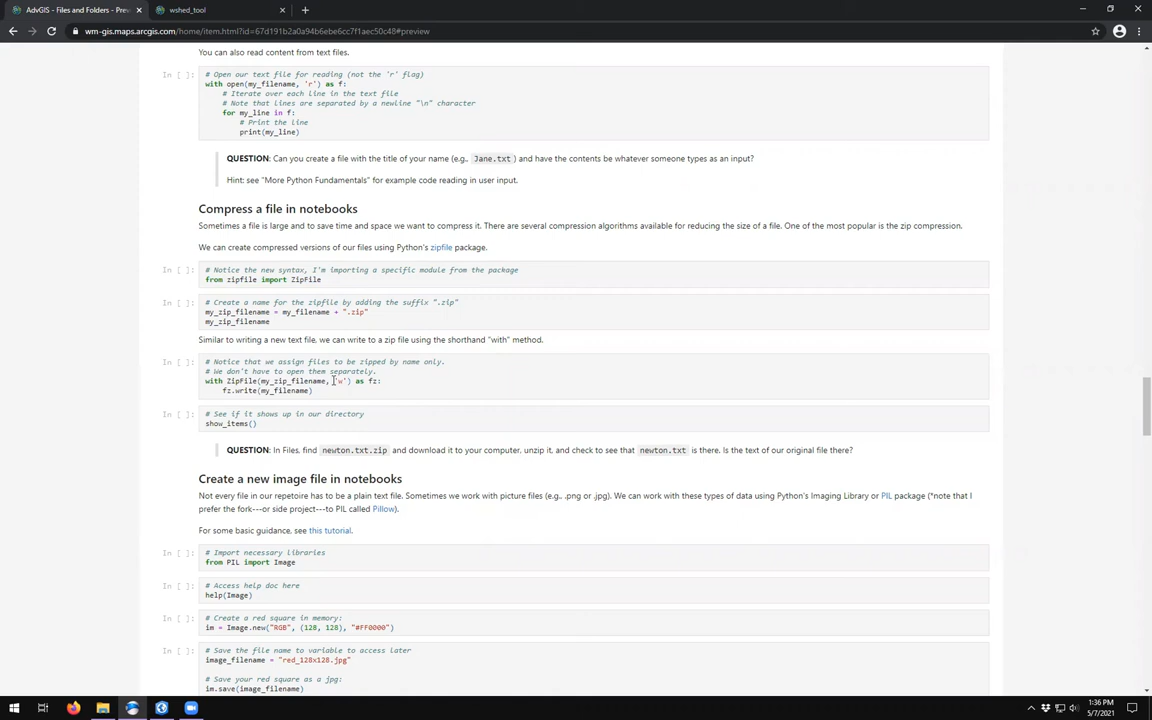 AdvGIS - Files and Folders - Prev
wshed_tool
wm-gis.maps.arcgis.com/home/item.html?id=67d191b2a0a94b6ebe6cc7f1aec50c48#preview
You can also read content from text files.
In [ ]:
# Open our text file for reading (not the 'r' flag)
with open(my_filename, 'r') as f:
# Iterate over each line in the text file
# Note that lines are separated by a newline "\n" character
for my_line in f:
# Print the line
print(my_line)
QUESTION: Can you create a file with the title of your name (e.g., Jane.txt) and have the contents be whatever someone types as an input?
Hint: see "More Python Fundamentals" for example code reading in user input.
Compress a file in notebooks
Sometimes a file is large and to save time and space we want to compress it. There are several compression algorithms available for reducing the size of a file. One of the most popular is the zip compression.
We can create compressed versions of our files using Python's zipfile package.
In [ ]:
# Notice the new syntax, I'm importing a specific module from the package
from zipfile import ZipFile
In [ ]:
# Create a name for the zipfile by adding the suffix ".zip"
my_zip_filename = my_filename + ".zip"
my_zip_filename
Similar to writing a new text file, we can write to a zip file using the shorthand "with" method.
In [ ]:
# Notice that we assign files to be zipped by name only.
# We don't have to open them separately.
with ZipFile(my_zip_filename, 'w') as fz:
fz.write(my_filename)
In [ ]:
# See if it shows up in our directory
show_items()
QUESTION: In Files, find newton.txt.zip and download it to your computer, unzip it, and check to see that newton.txt is there. Is the text of our original file there?
Create a new image file in notebooks
Not every file in our repetoire has to be a plain text file. Sometimes we work with picture files (e.g., .png or .jpg). We can work with these types of data using Python's Imaging Library or PIL package (*note that I
prefer the fork---or side project---to PIL called Pillow).
For some basic guidance, see this tutorial.
In [ ]:
# Import necessary libraries
from PIL import Image
In [ ]:
# Access help doc here
help(Image)
In [ ]:
# Create a red square in memory:
im = Image.new("RGB", (128, 128), "#FF0000")
In [ ]:
# Save the file name to variable to access later
image_filename = "red_128x128.jpg"
# Save your red square as a jpg:
im.save(image_filename)
1:36 PM
5/7/2021